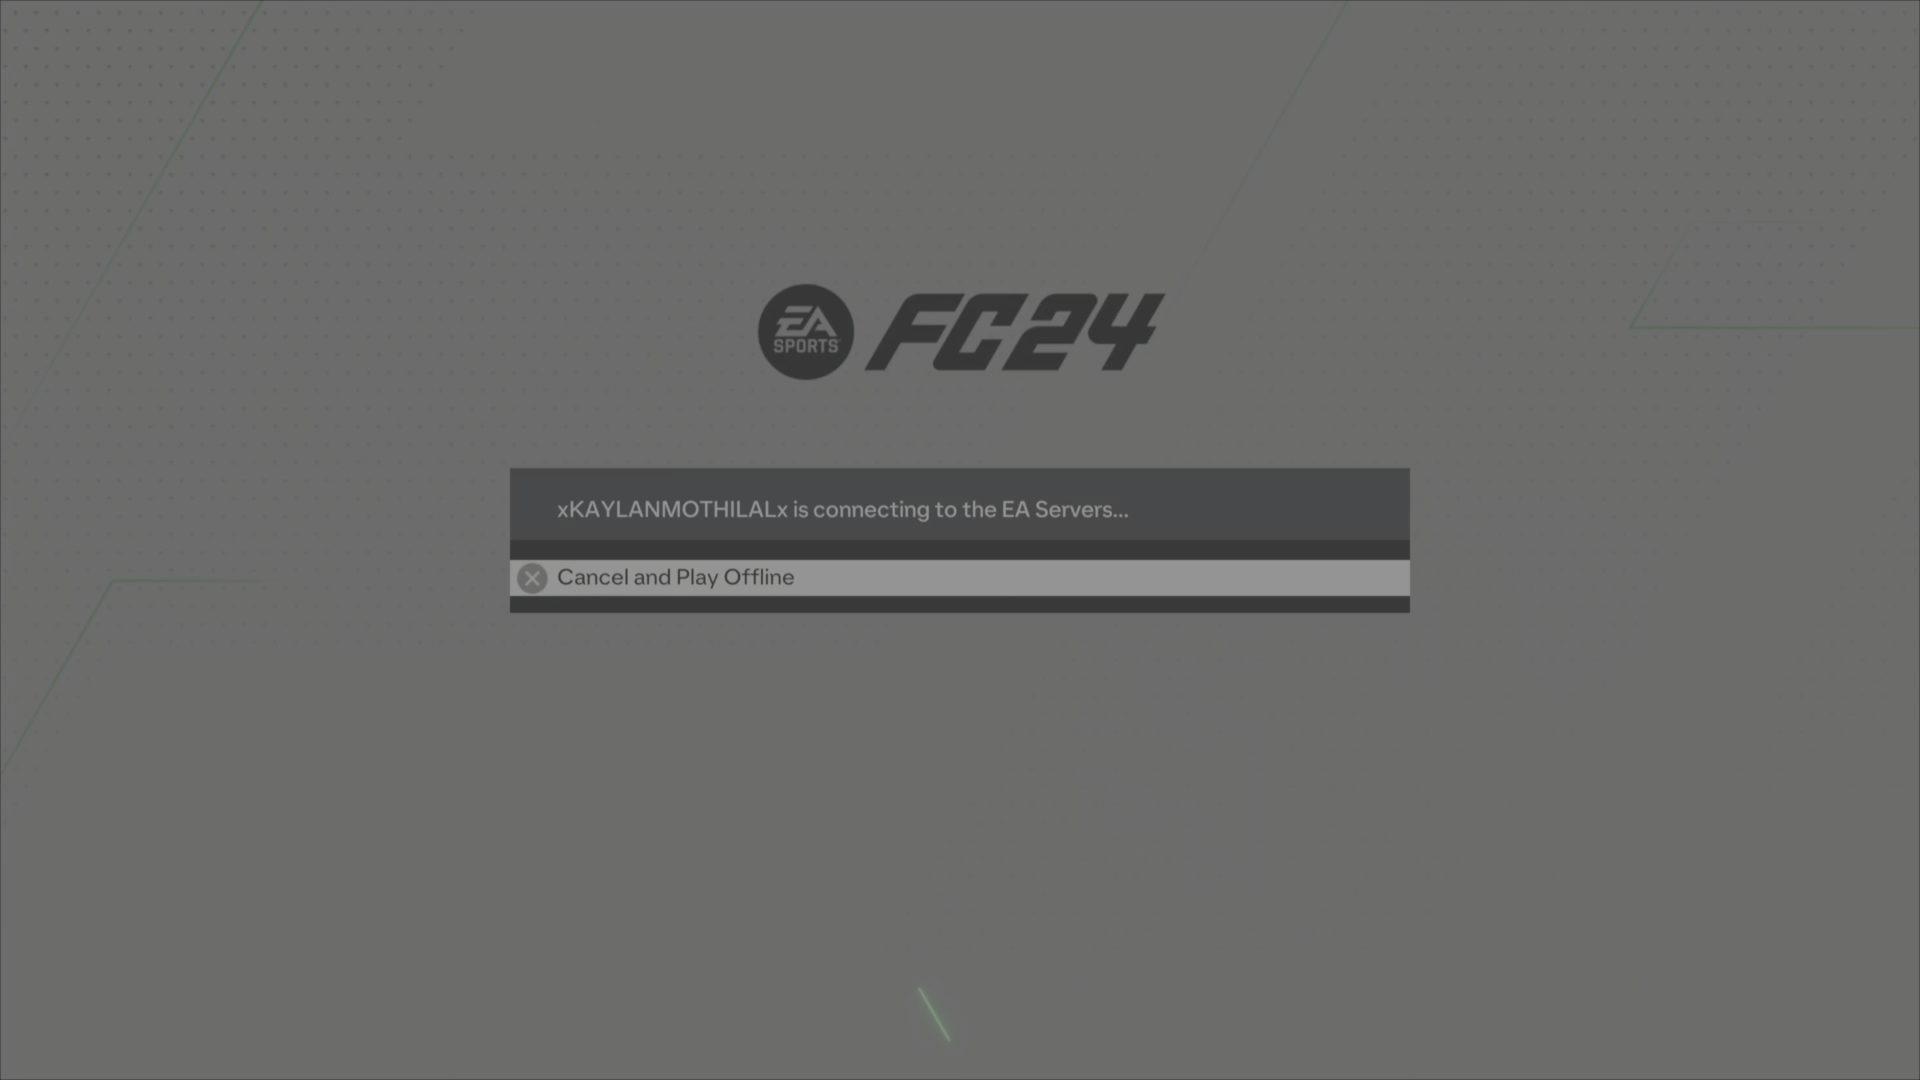 EA
SPORTS
FC24
xKAYLANMOTHILALx is connecting to the EA Servers...
Cancel and Play Offline